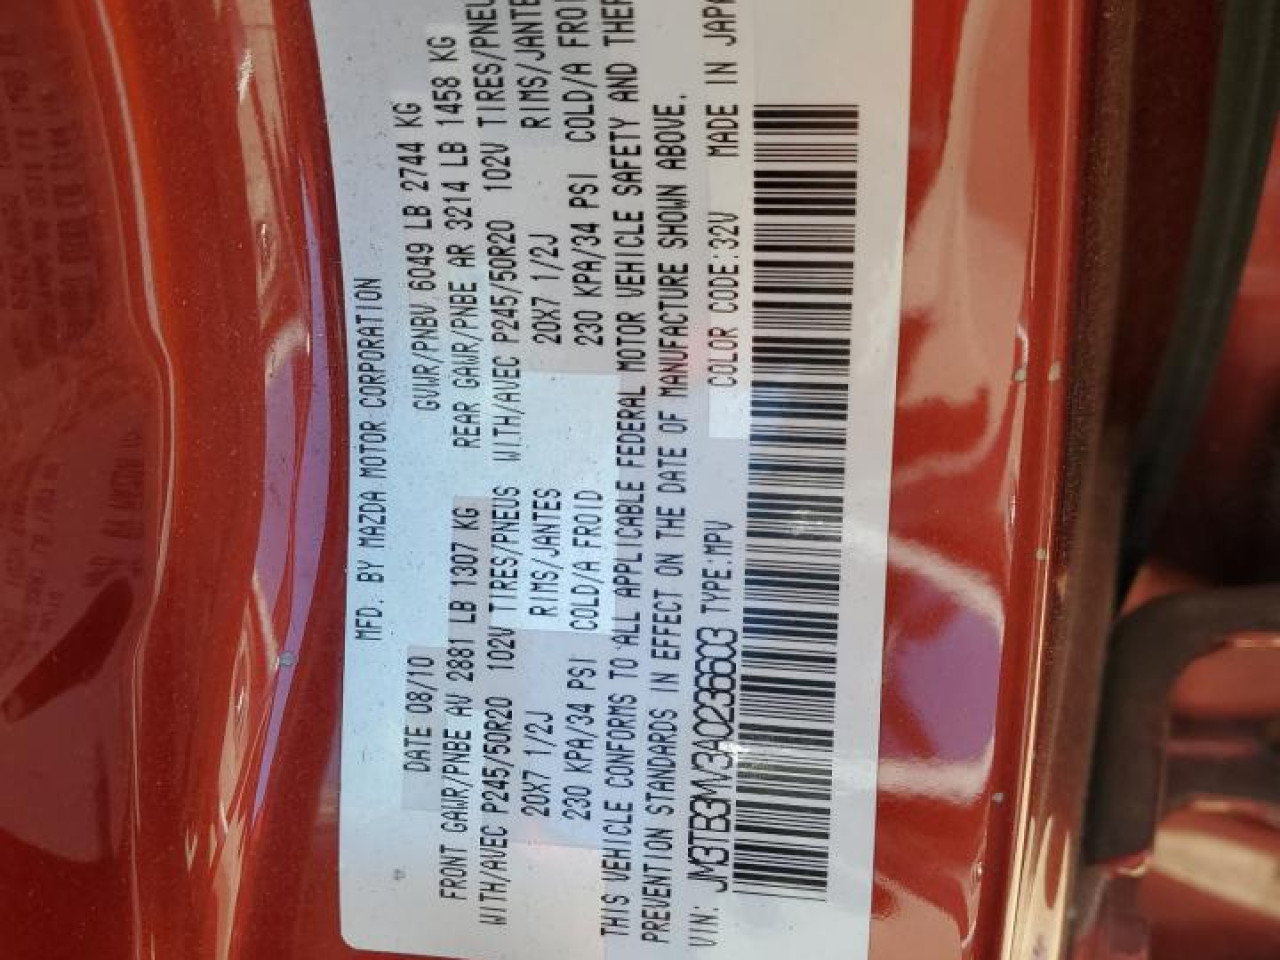 MFD. BY MAZDA MOTOR CORPORATION
DATE 08/10 GVWR/PNBV 6049 LB 2744 KG
FRONT GAWR/PNBE AV 2881 LB 1307 KG REAR GAWR/PNBE AR 3214 LB 1458 KG
WITH/AVEC P245/50R20 102V TIRES/PNEUS WITH/AVEC P245/50R20 102V TIRES/PNEU
20X7 1/2J RIMS/JANTES 20X7 1/2J RIMS/JANTE
230 KPA/34 PSI COLD/A FROID 230 KPA/34 PSI COLD/A FROI
THIS VEHICLE CONFORMS TO ALL APPLICABLE FEDERAL MOTOR VEHICLE SAFETY AND THEF
PREVENTION STANDARDS IN EFFECT ON THE DATE OF MANUFACTURE SHOWN ABOVE.
VIN: JM3TB3MV3A0236603 TYPE:MPV COLOR CODE:32V MADE IN JAPA